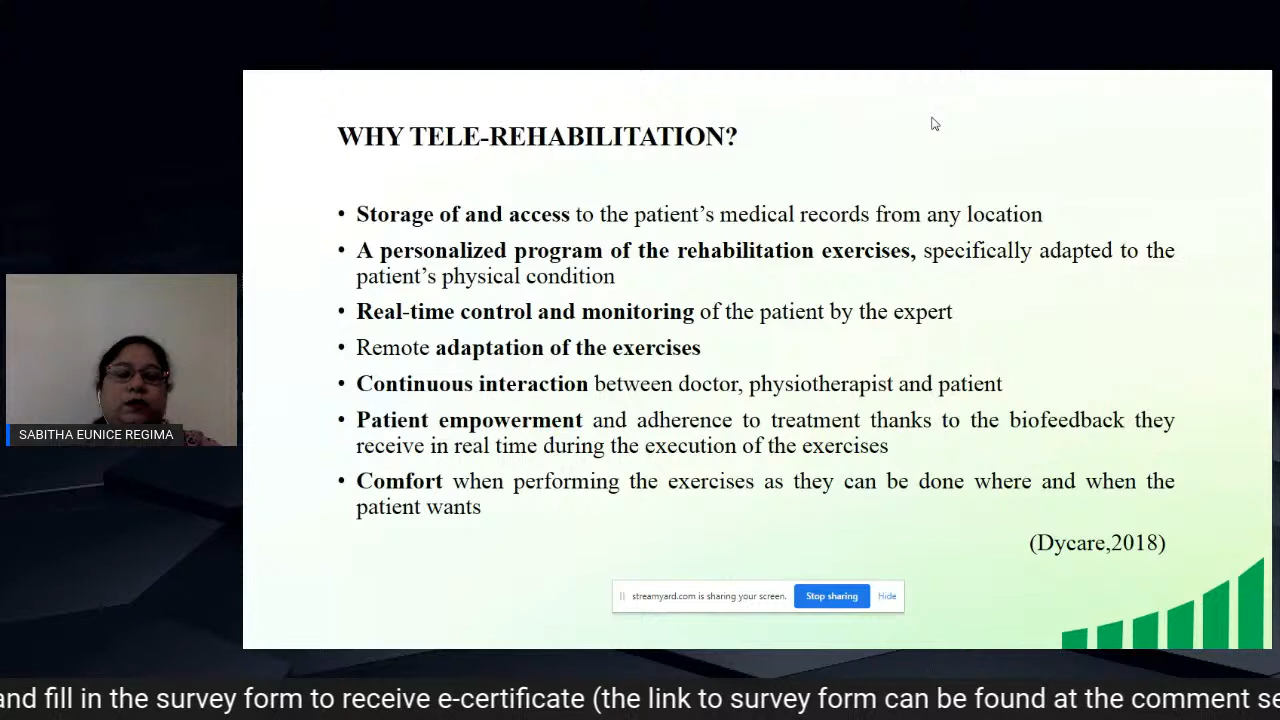 WHY TELE-REHABILITATION?
• Storage of and access to the patient's medical records from any location
• A personalized program of the rehabilitation exercises, specifically adapted to the
patient's physical condition
• Real-time control and monitoring of the patient by the expert
• Remote adaptation of the exercises
• Continuous interaction between doctor, physiotherapist and patient
• Patient empowerment and adherence to treatment thanks to the biofeedback they
receive in real time during the execution of the exercises
• Comfort when performing the exercises as they can be done where and when the
patient wants
(Dycare,2018)
SABITHA EUNICE REGIMA
streamyard.com is sharing your screen. Stop sharing Hide
and fill in the survey form to receive e-certificate (the link to survey form can be found at the comment se